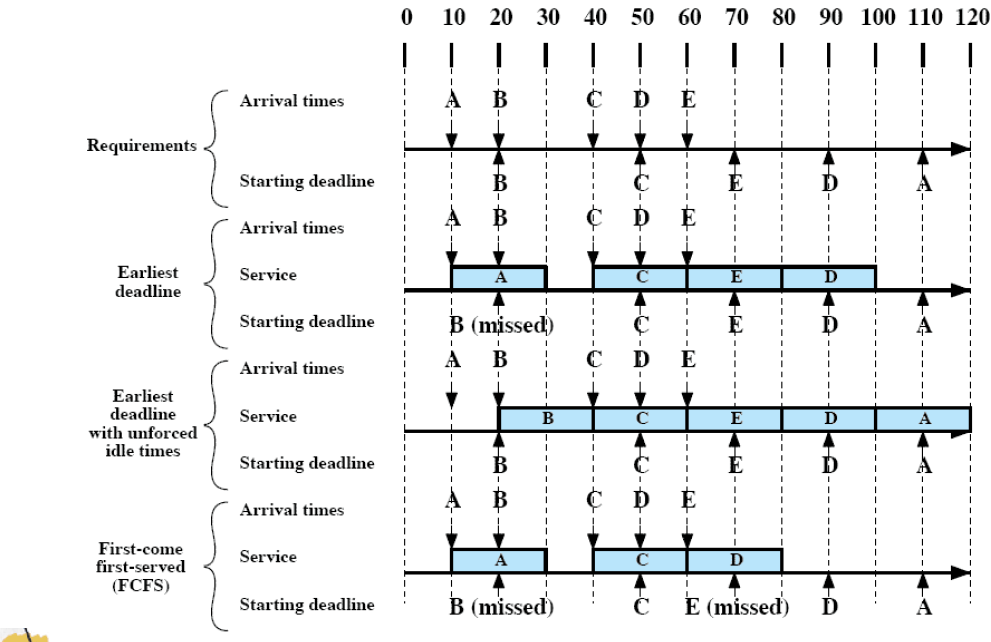 0 10 20 30 40 50 60 70 80 90 100 110 120
Arrival times A B C D E
Requirements
Starting deadline B C E D A
Arrival times A B C D E
Earliest
deadline
Service A C E D
Starting deadline B (missed) C E D A
Arrival times A B C D E
Earliest
deadline
with unforced
idle times
Service B C E D A
Starting deadline B C E D A
Arrival times A B C D E
First-come
first-served
(FCFS)
Service A C D
Starting deadline B (missed) C E (missed) D A